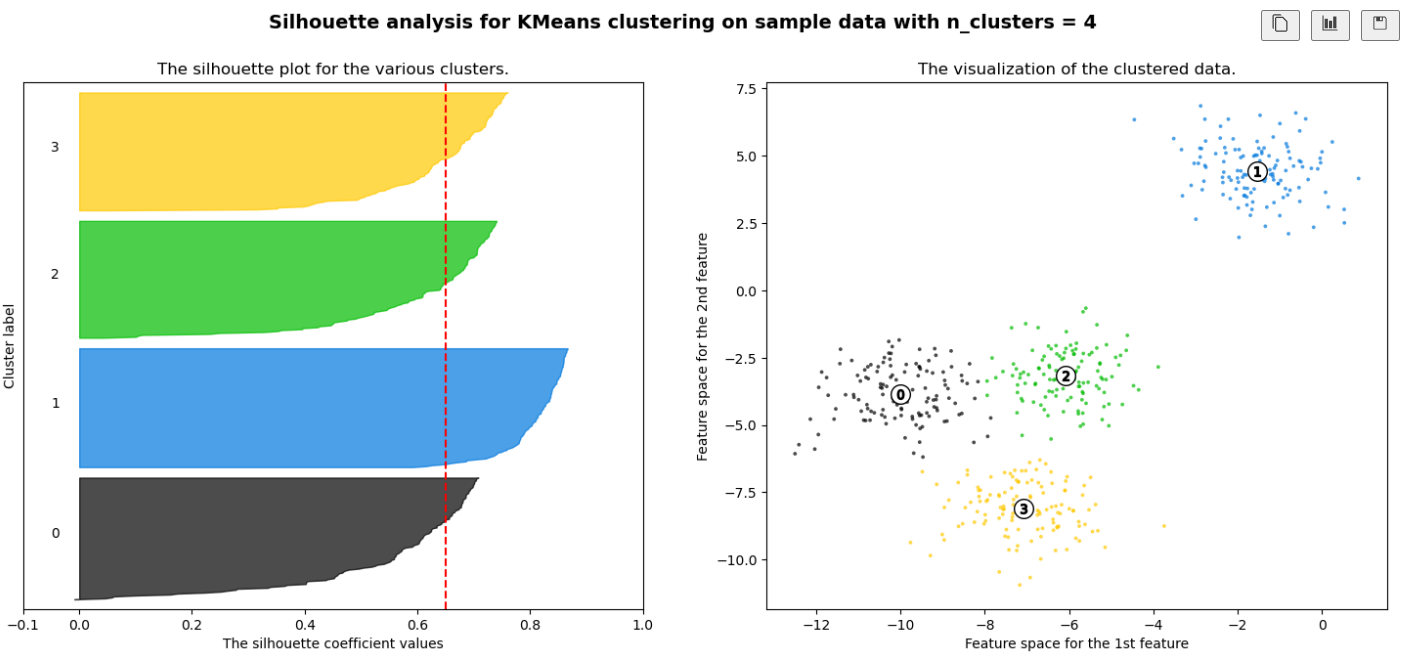 Silhouette analysis for KMeans clustering on sample data with n_clusters = 4
The silhouette plot for the various clusters.
Cluster label
3
2
1
0
−0.1 0.0 0.2 0.4 0.6 0.8 1.0
The silhouette coefficient values
The visualization of the clustered data.
Feature space for the 2nd feature
7.5
5.0
2.5
0.0
−2.5
−5.0
−7.5
−10.0
1
2
0
3
−12 −10 −8 −6 −4 −2 0
Feature space for the 1st feature